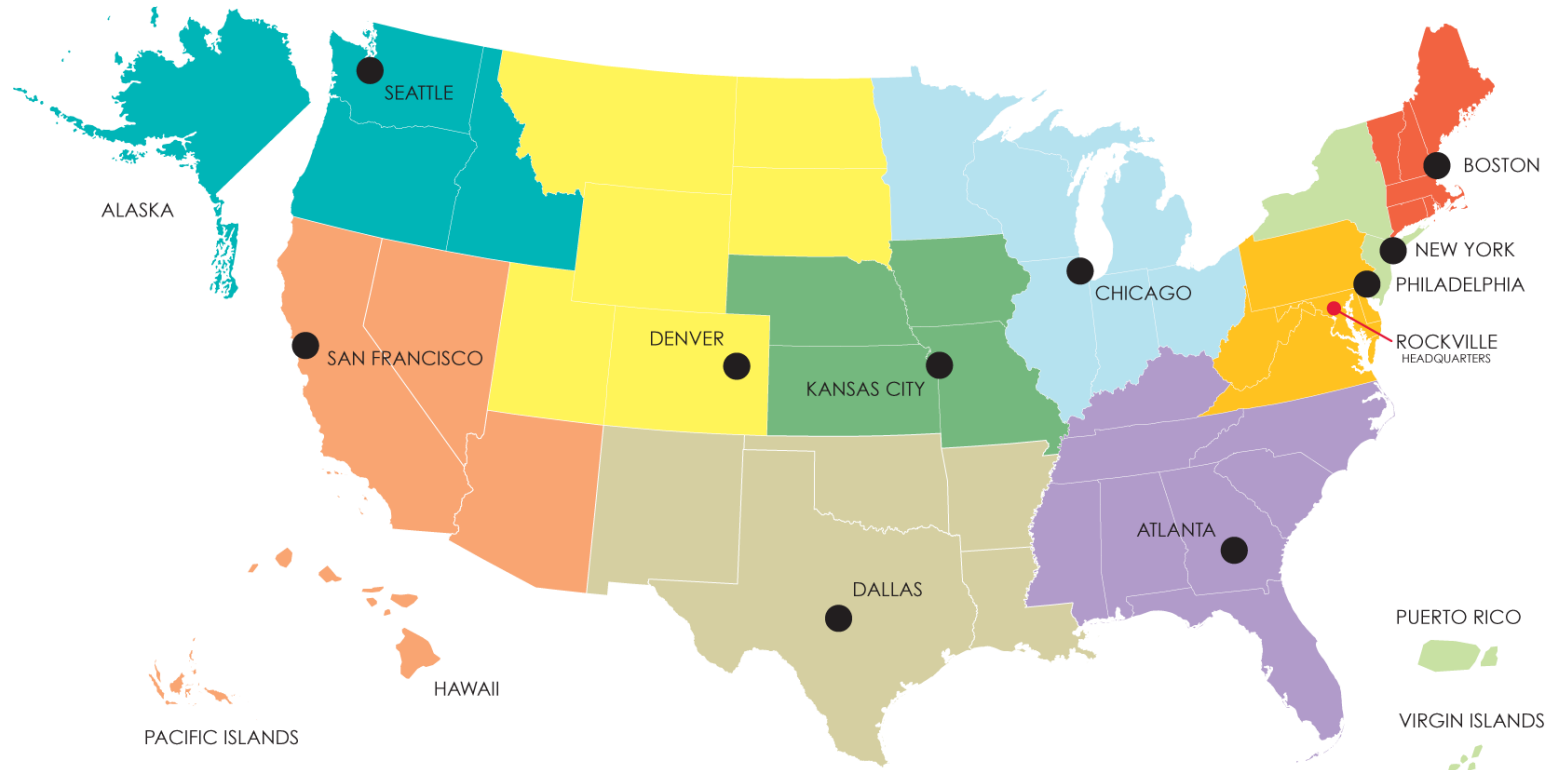 SEATTLE
BOSTON
ALASKA
NEW YORK
PHILADELPHIA
CHICAGO
DENVER
ROCKVILLE
HEADQUARTERS
SAN FRANCISCO
KANSAS CITY
ATLANTA
DALLAS
PUERTO RICO
HAWAII
VIRGIN ISLANDS
PACIFIC ISLANDS